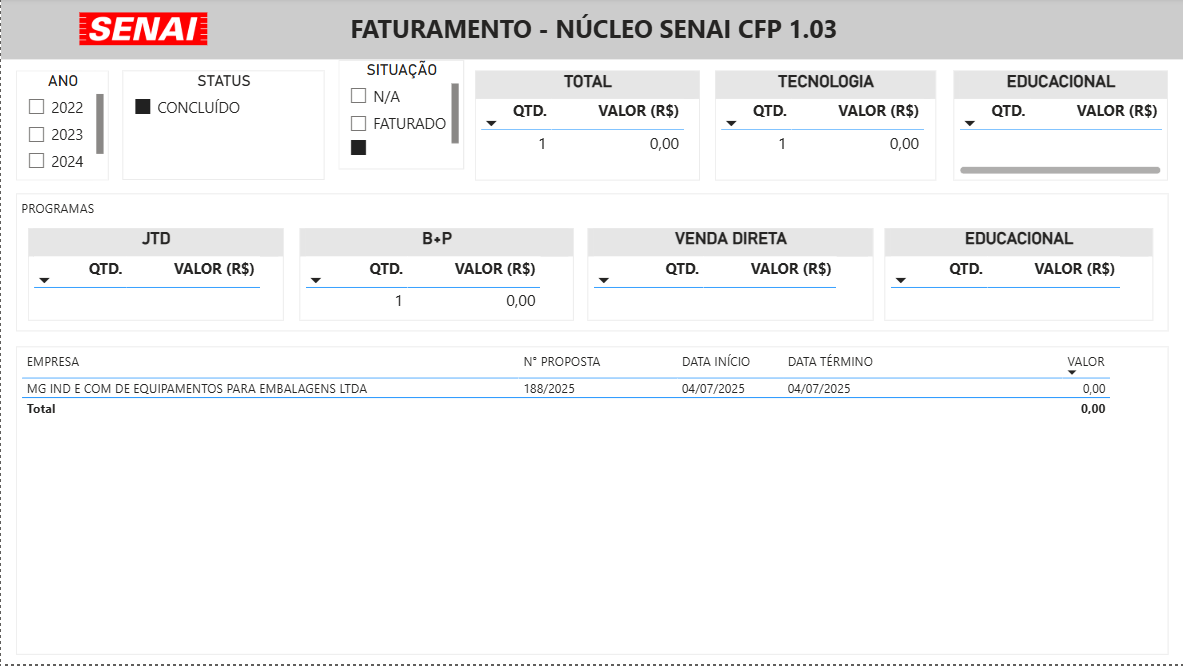 SENAI
FATURAMENTO - NÚCLEO SENAI CFP 1.03
ANO
2022
2023
2024
STATUS
CONCLUÍDO
SITUAÇÃO
N/A
FATURADO
TOTAL
QTD. VALOR (R$)
1 0,00
TECNOLOGIA
QTD. VALOR (R$)
1 0,00
EDUCACIONAL
QTD. VALOR (R$)
PROGRAMAS
JTD
QTD. VALOR (R$)
B+P
QTD. VALOR (R$)
1 0,00
VENDA DIRETA
QTD. VALOR (R$)
EDUCACIONAL
QTD. VALOR (R$)
EMPRESA N° PROPOSTA DATA INÍCIO DATA TÉRMINO VALOR
MG IND E COM DE EQUIPAMENTOS PARA EMBALAGENS LTDA 188/2025 04/07/2025 04/07/2025 0,00
Total 0,00